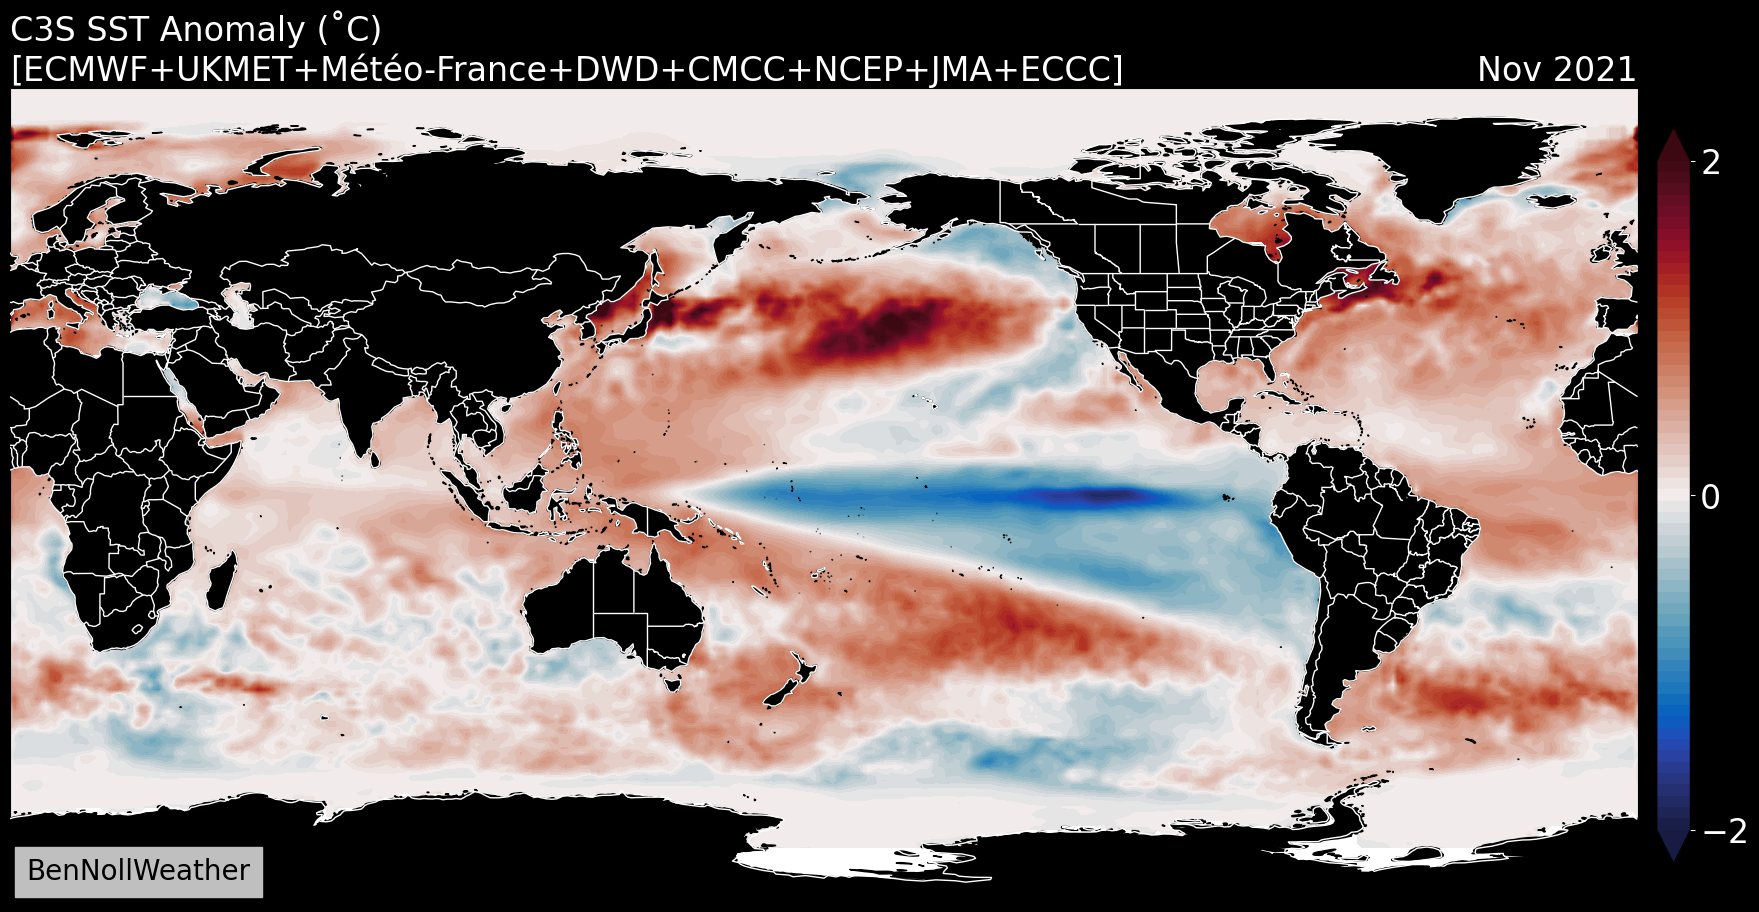 C3S SST Anomaly (˚C)
[ECMWF+UKMET+Météo-France+DWD+CMCC+NCEP+JMA+ECCC]
Nov 2021
2
0
−2
BenNollWeather